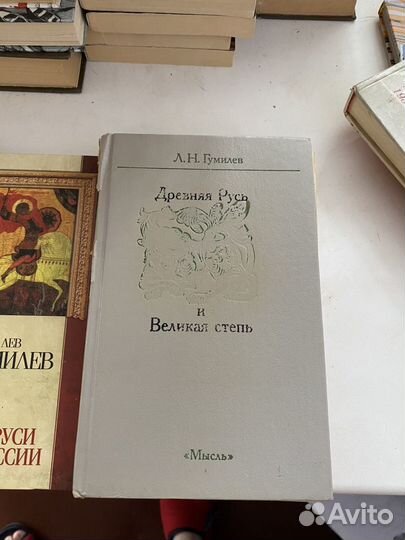 Л.Н. Гумилев
Древняя Русь
и
Великая степь
«Мысль»
ЛЕВ
МИЛЕВ
РУСИ
ССИИ
Avito